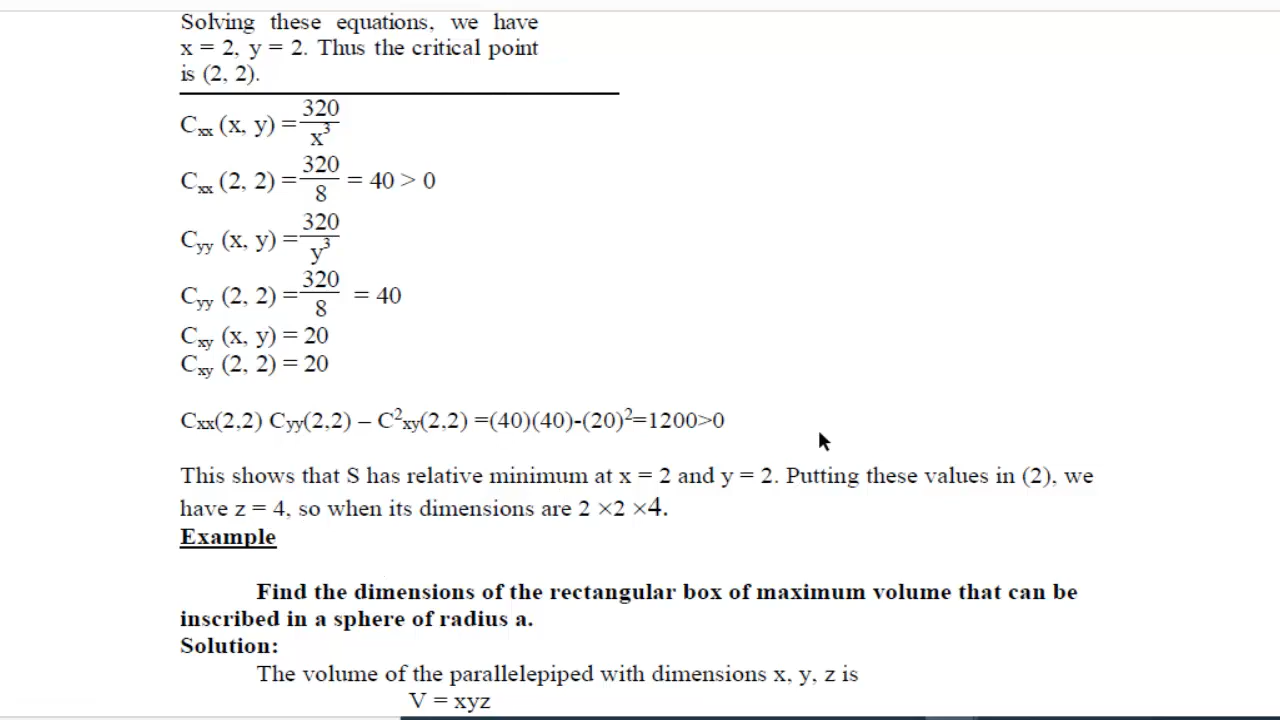 Solving these equations, we have
x = 2, y = 2. Thus the critical point
is (2, 2).
Cxx (x, y) = 320/x³
Cxx (2, 2) = 320/8 = 40 > 0
Cyy (x, y) = 320/y³
Cyy (2, 2) = 320/8 = 40
Cxy (x, y) = 20
Cxy (2, 2) = 20
Cxx(2,2) Cyy(2,2) – C²xy(2,2) =(40)(40)-(20)²=1200>0
This shows that S has relative minimum at x = 2 and y = 2. Putting these values in (2), we
have z = 4, so when its dimensions are 2 ×2 ×4.
Example
Find the dimensions of the rectangular box of maximum volume that can be
inscribed in a sphere of radius a.
Solution:
The volume of the parallelepiped with dimensions x, y, z is
V = xyz